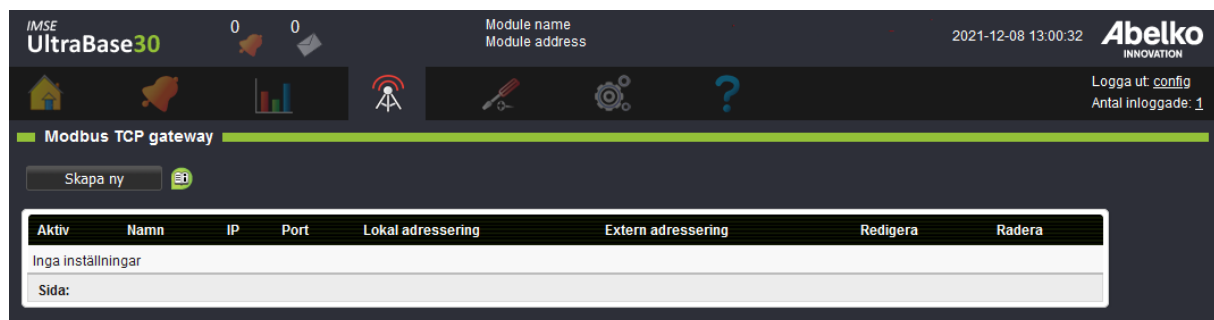 IMSE
UltraBase30
0
0
Module name
Module address
2021-12-08 13:00:32
Abelko
INNOVATION
?
Logga ut: config
Antal inloggade: 1
Modbus TCP gateway
Skapa ny
Aktiv Namn IP Port Lokal adressering Extern adressering Redigera Radera
Inga inställningar
Sida: